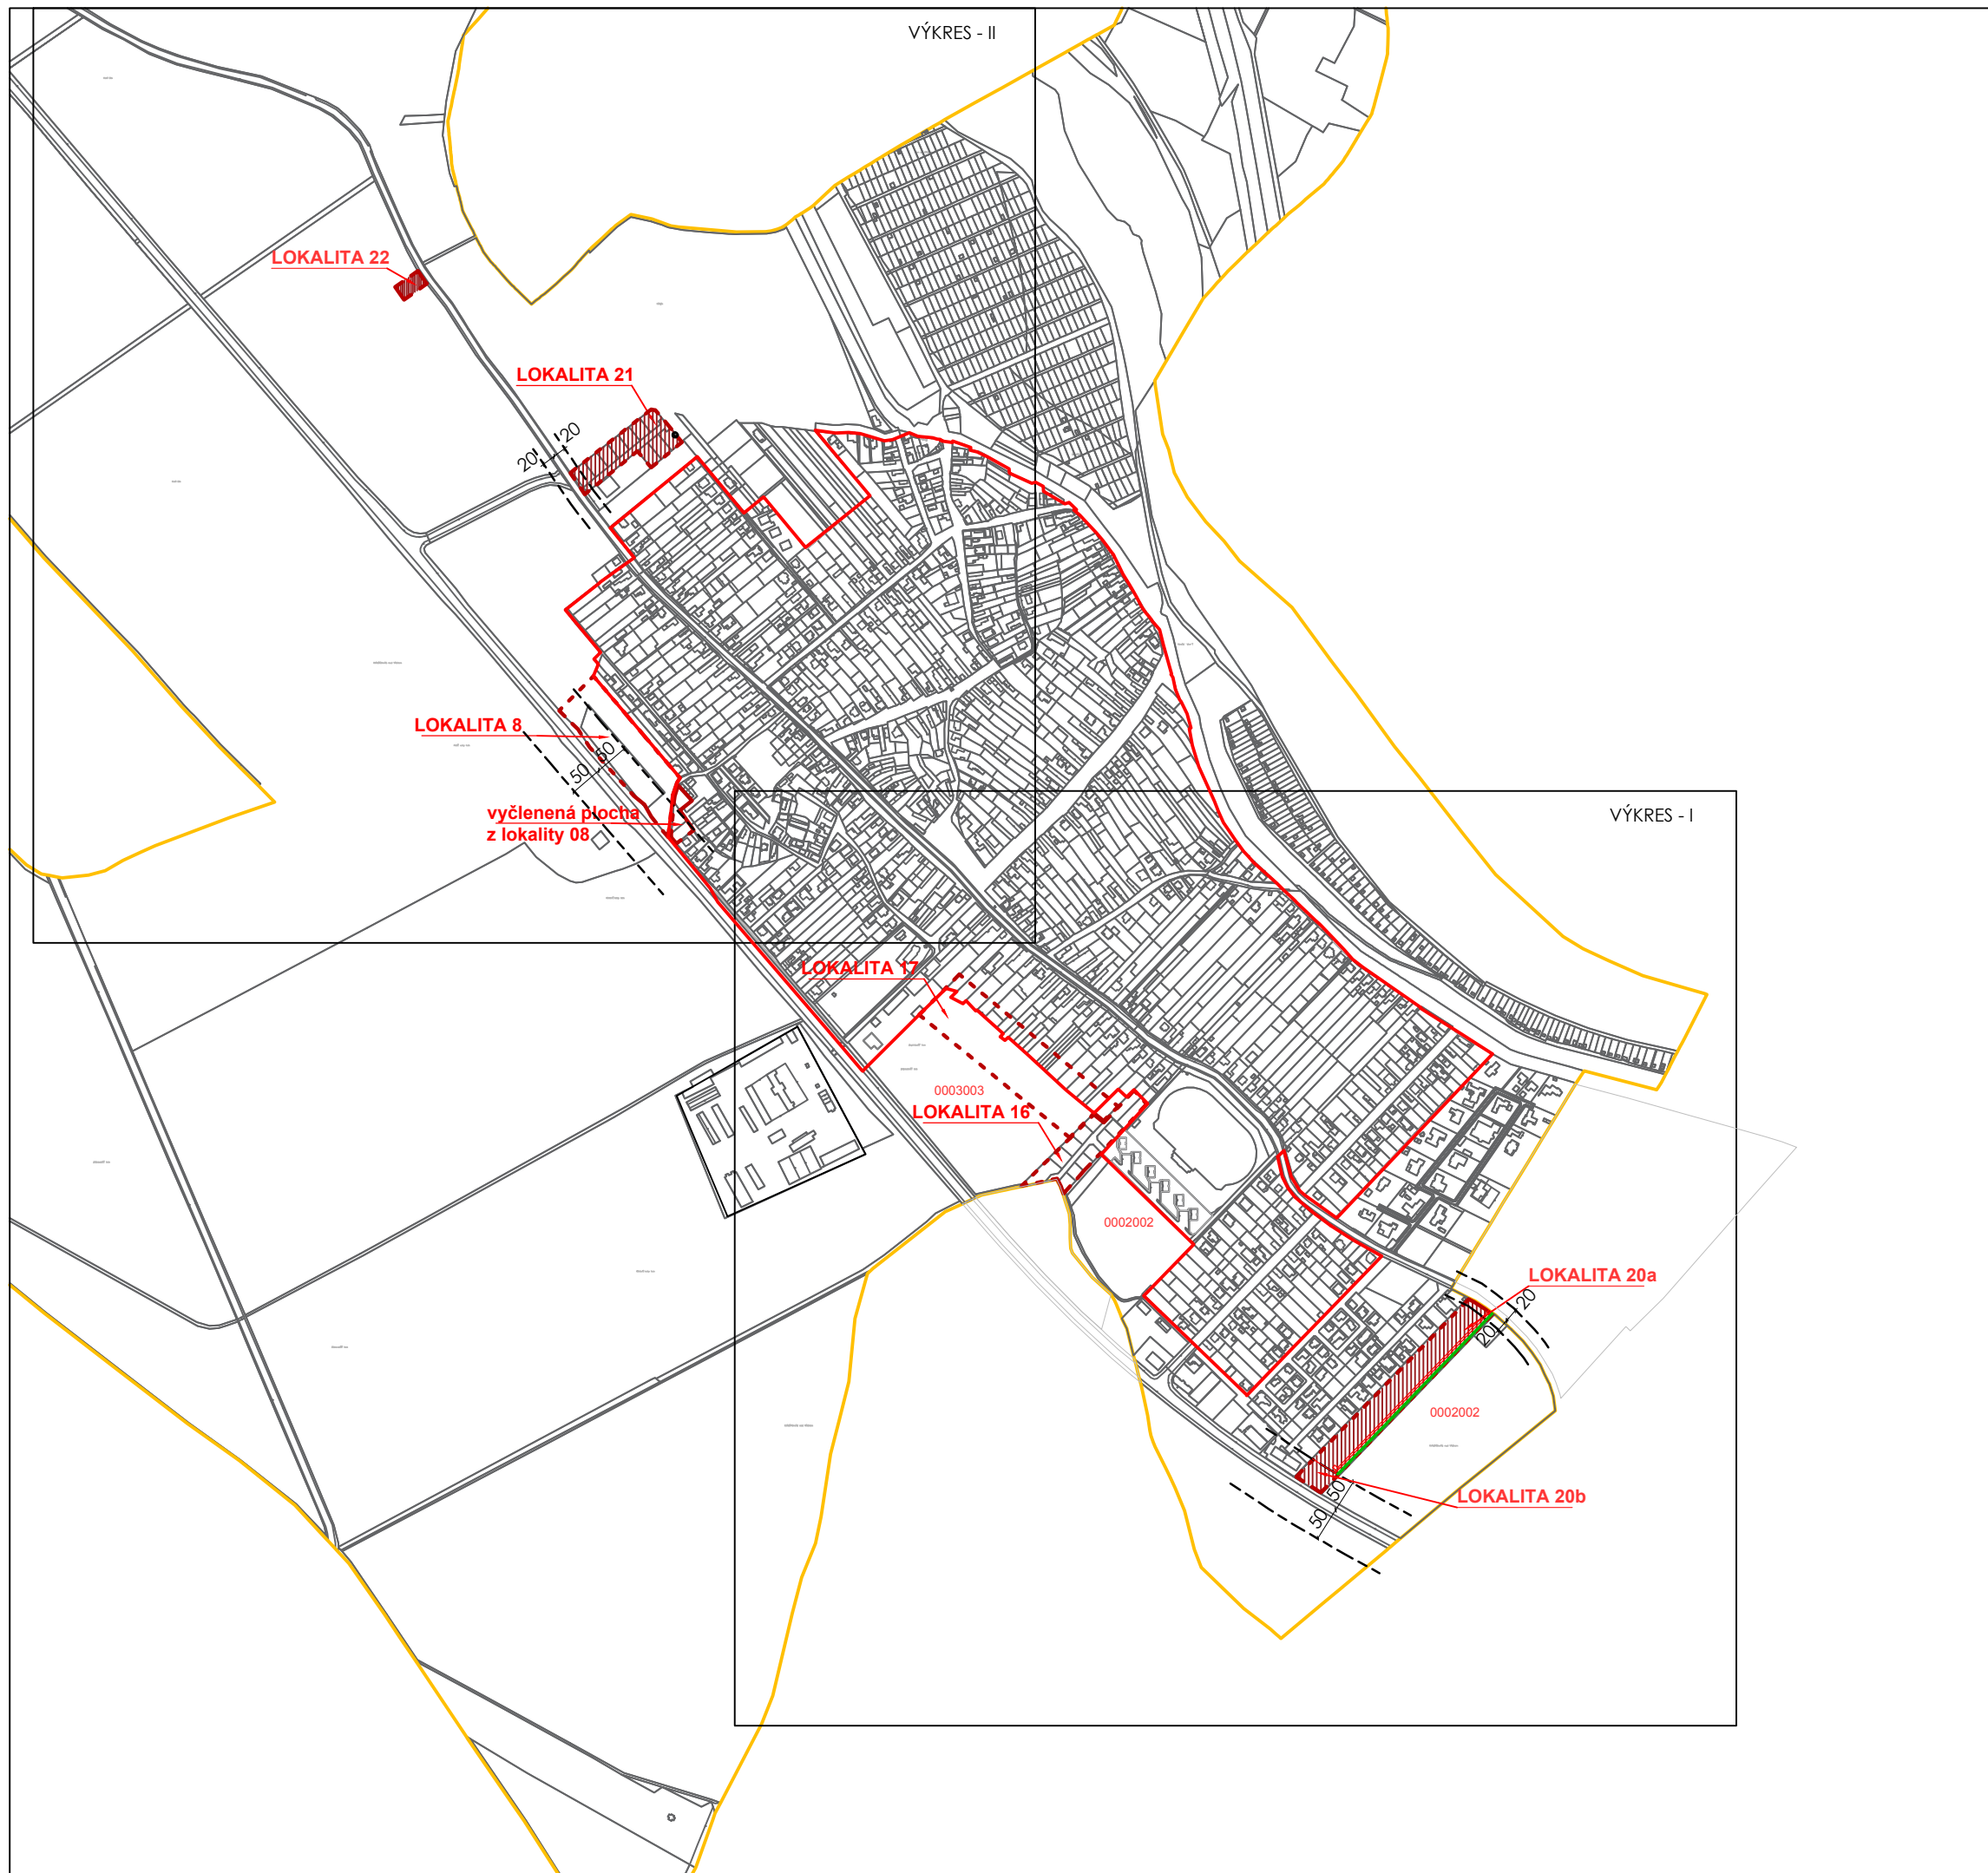 VÝKRES - II
LOKALITA 22
LOKALITA 21
20
20
LOKALITA 8
50
50
vyčlenená plocha
z lokality 08
VÝKRES - I
LOKALITA 17
0003003
LOKALITA 16
0002002
LOKALITA 20a
20
20
0002002
LOKALITA 20b
50
50